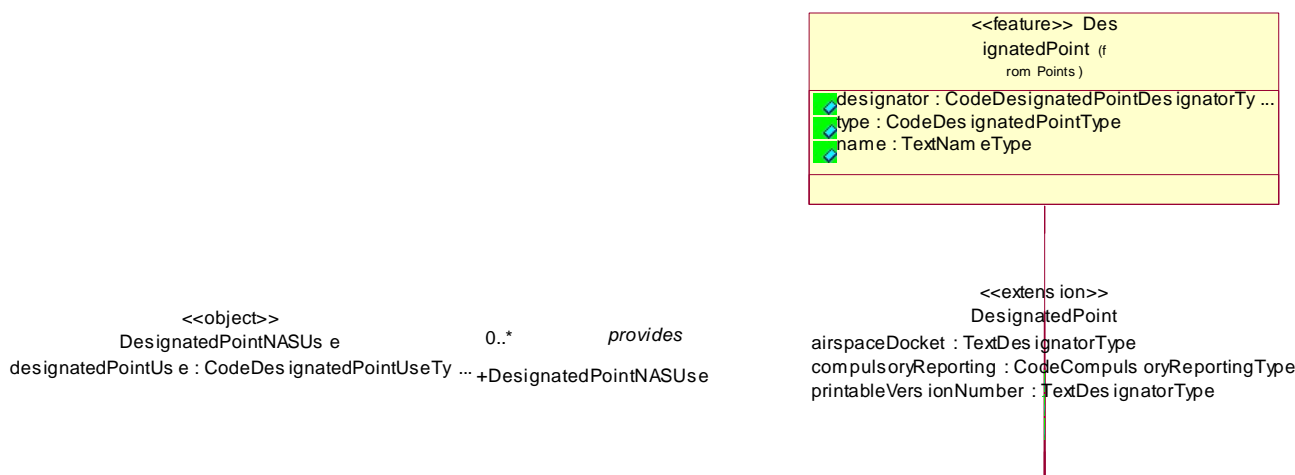 <<feature>> Des
ignatedPoint (f
rom Points )
designator : CodeDesignatedPointDes ignatorTy ...
type : CodeDes ignatedPointType
name : TextNam eType
<<extens ion>>
DesignatedPoint
airspaceDocket : TextDes ignatorType
compulsoryReporting : CodeCompuls oryReportingType
printableVers ionNumber : TextDes ignatorType
<<object>>
DesignatedPointNASUs e
designatedPointUs e : CodeDes ignatedPointUseTy ...
0..*
provides
+DesignatedPointNASUse